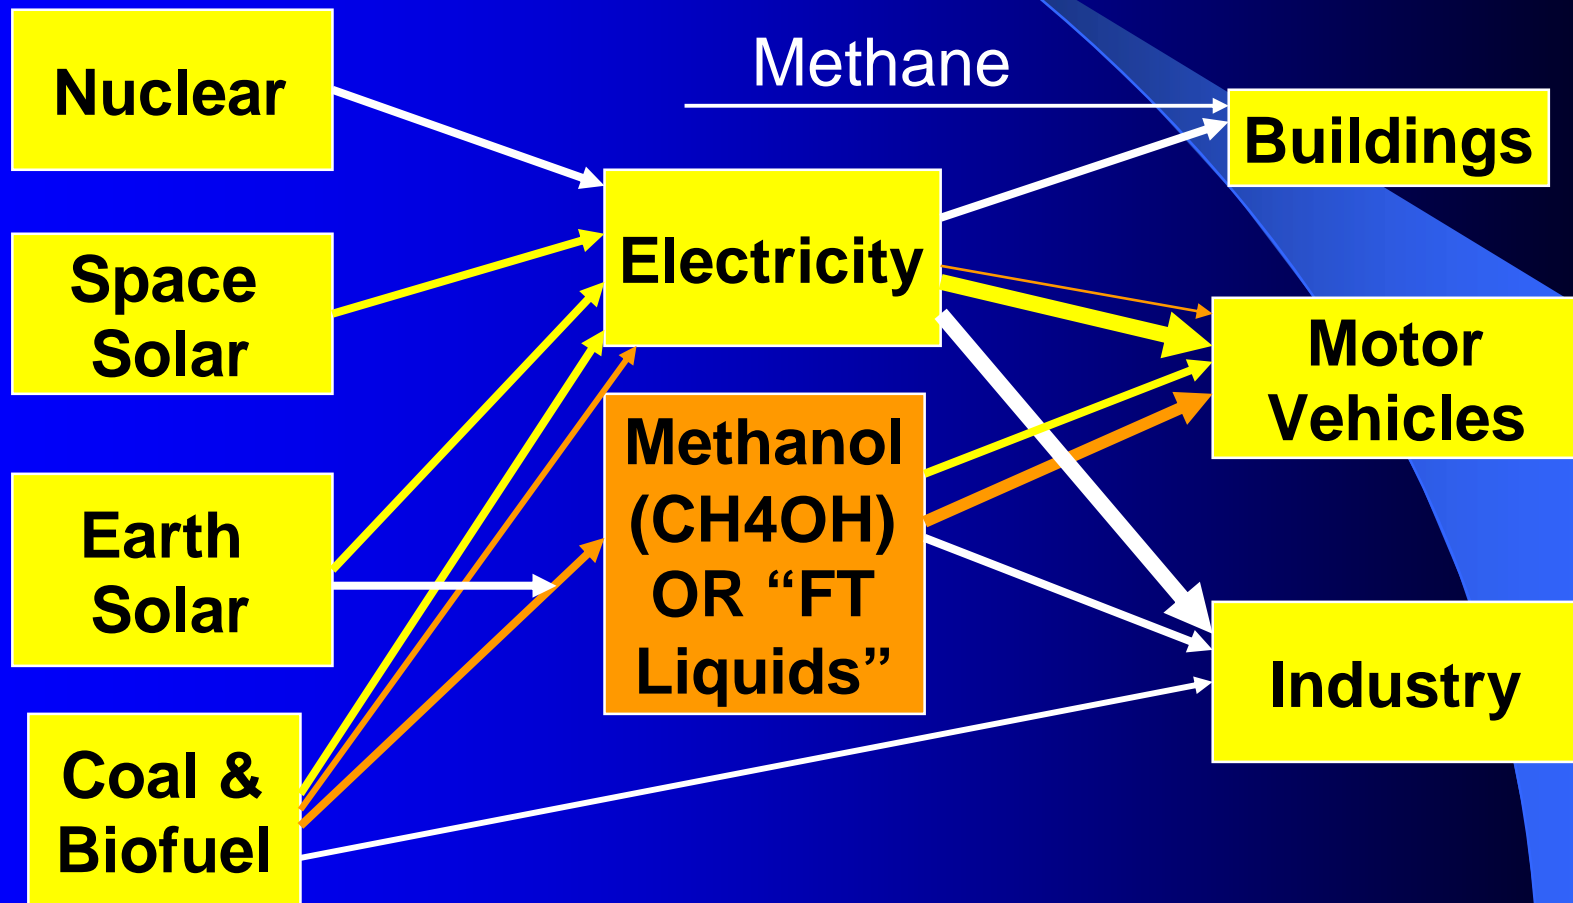 Nuclear
Methane
Buildings
Space
Solar
Electricity
Motor
Vehicles
Methanol
(CH4OH)
OR “FT
Liquids”
Earth
Solar
Industry
Coal &
Biofuel